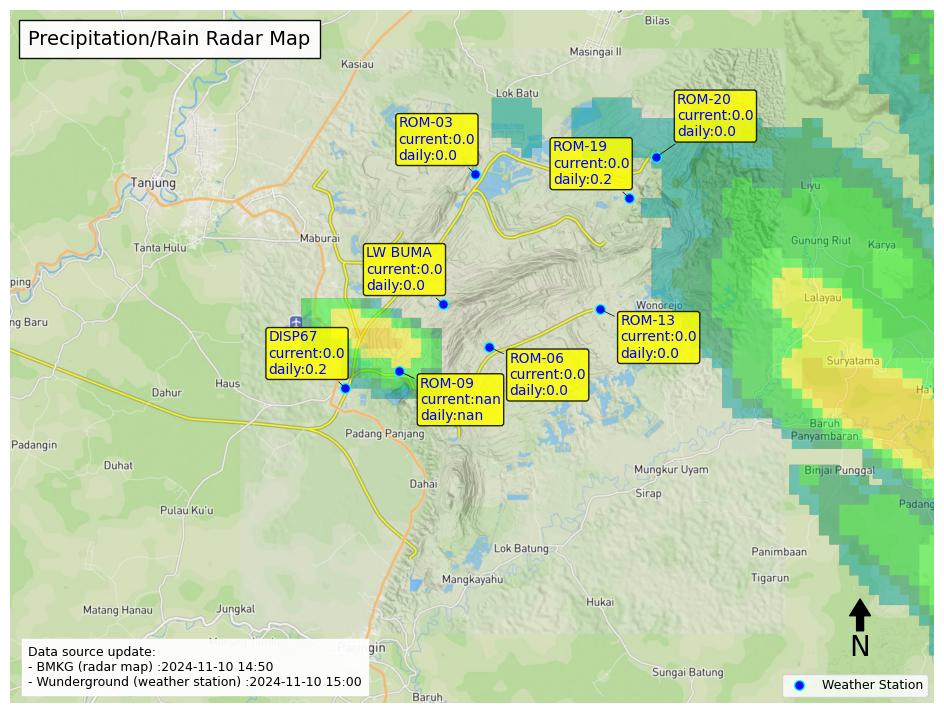 Precipitation/Rain Radar Map
Bilas
Masingai II
Kasiau
Lok Batu
ROM-20
current:0.0
daily:0.0
ROM-03
current:0.0
daily:0.0
ROM-19
current:0.0
daily:0.2
Tanjung
Liyu
Maburai
Tanta Hulu
Gunung Riut
Karya
LW BUMA
current:0.0
daily:0.0
ping
Lalayau
Wonorejo
ng Baru
ROM-13
current:0.0
daily:0.0
DISP67
current:0.0
daily:0.2
ROM-06
current:0.0
daily:0.0
Suryatama
Haus
Dahur
ROM-09
current:nan
daily:nan
Ha
Baruh
Panyambaran
Padang Panjang
Padangin
Duhat
Mungkur Uyam
Binjai Punggal
Dahai
Sirap
Padang
Pulau Ku'u
Lok Batung
Panimbaan
Mangkayahu
Tigarun
Hukai
Matang Hanau
Jungkal
N
Data source update:
- BMKG (radar map) :2024-11-10 14:50
- Wunderground (weather station) :2024-11-10 15:00
Sungai Batung
Weather Station
Baruh